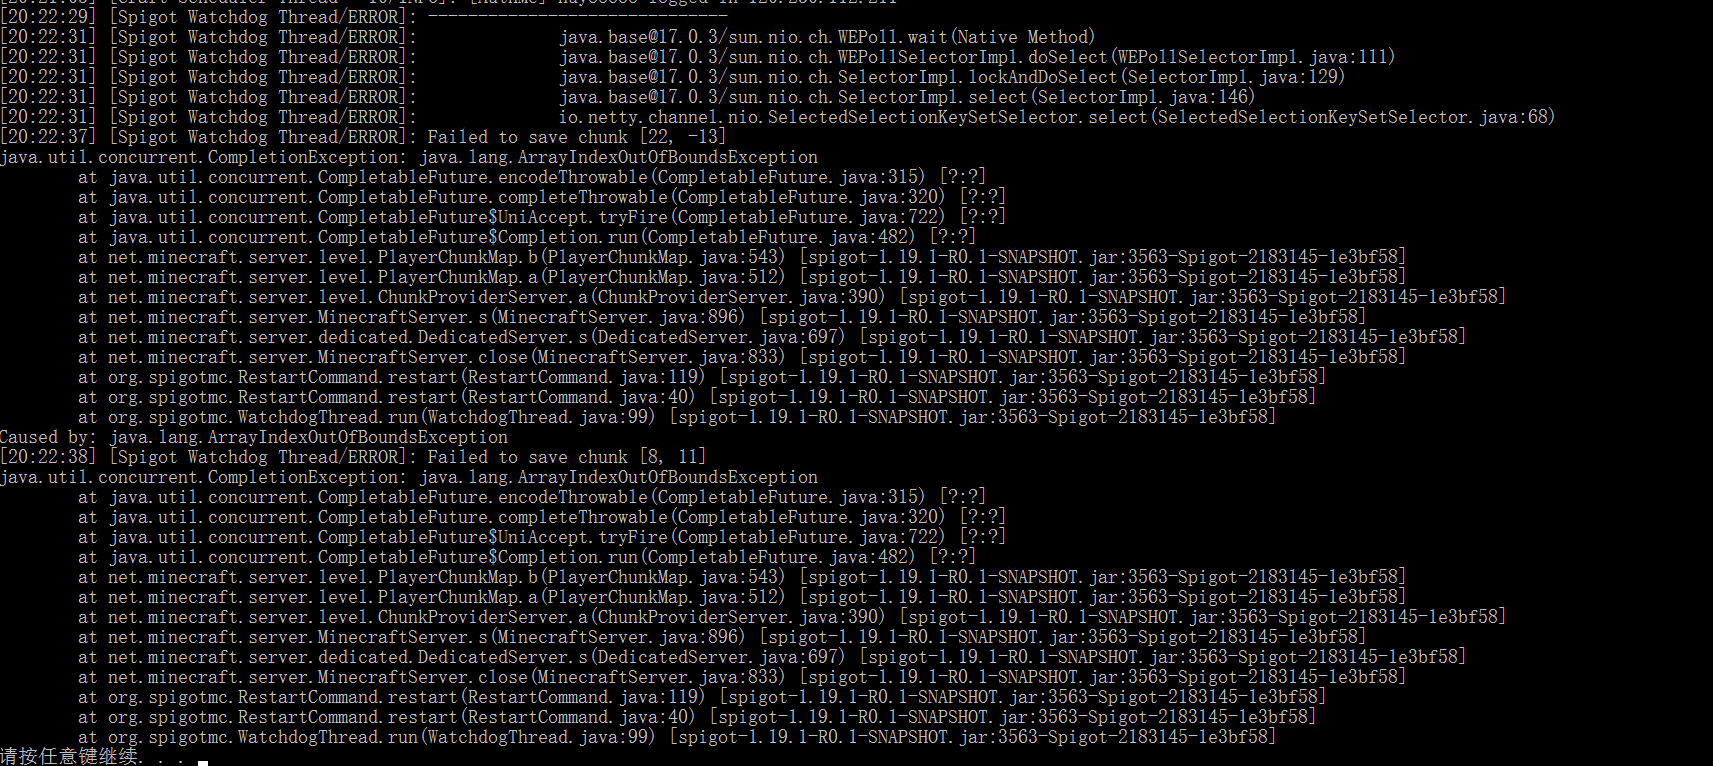 [20:22:29] [Spigot Watchdog Thread/ERROR]: ------------------------------
[20:22:31] [Spigot Watchdog Thread/ERROR]: java.base@17.0.3/sun.nio.ch.WEPoll.wait(Native Method)
[20:22:31] [Spigot Watchdog Thread/ERROR]: java.base@17.0.3/sun.nio.ch.WEPollSelectorImpl.doSelect(WEPollSelectorImpl.java:111)
[20:22:31] [Spigot Watchdog Thread/ERROR]: java.base@17.0.3/sun.nio.ch.SelectorImpl.lockAndDoSelect(SelectorImpl.java:129)
[20:22:31] [Spigot Watchdog Thread/ERROR]: java.base@17.0.3/sun.nio.ch.SelectorImpl.select(SelectorImpl.java:146)
[20:22:31] [Spigot Watchdog Thread/ERROR]: io.netty.channel.nio.SelectedSelectionKeySetSelector.select(SelectedSelectionKeySetSelector.java:68)
[20:22:37] [Spigot Watchdog Thread/ERROR]: Failed to save chunk [22, -13]
java.util.concurrent.CompletionException: java.lang.ArrayIndexOutOfBoundsException
at java.util.concurrent.CompletableFuture.encodeThrowable(CompletableFuture.java:315) [?:?]
at java.util.concurrent.CompletableFuture.completeThrowable(CompletableFuture.java:320) [?:?]
at java.util.concurrent.CompletableFuture$UniAccept.tryFire(CompletableFuture.java:722) [?:?]
at java.util.concurrent.CompletableFuture$Completion.run(CompletableFuture.java:482) [?:?]
at net.minecraft.server.level.PlayerChunkMap.b(PlayerChunkMap.java:543) [spigot-1.19.1-R0.1-SNAPSHOT.jar:3563-Spigot-2183145-1e3bf58]
at net.minecraft.server.level.PlayerChunkMap.a(PlayerChunkMap.java:512) [spigot-1.19.1-R0.1-SNAPSHOT.jar:3563-Spigot-2183145-1e3bf58]
at net.minecraft.server.level.ChunkProviderServer.a(ChunkProviderServer.java:390) [spigot-1.19.1-R0.1-SNAPSHOT.jar:3563-Spigot-2183145-1e3bf58]
at net.minecraft.server.MinecraftServer.s(MinecraftServer.java:896) [spigot-1.19.1-R0.1-SNAPSHOT.jar:3563-Spigot-2183145-1e3bf58]
at net.minecraft.server.dedicated.DedicatedServer.s(DedicatedServer.java:697) [spigot-1.19.1-R0.1-SNAPSHOT.jar:3563-Spigot-2183145-1e3bf58]
at net.minecraft.server.MinecraftServer.close(MinecraftServer.java:833) [spigot-1.19.1-R0.1-SNAPSHOT.jar:3563-Spigot-2183145-1e3bf58]
at org.spigotmc.RestartCommand.restart(RestartCommand.java:119) [spigot-1.19.1-R0.1-SNAPSHOT.jar:3563-Spigot-2183145-1e3bf58]
at org.spigotmc.RestartCommand.restart(RestartCommand.java:40) [spigot-1.19.1-R0.1-SNAPSHOT.jar:3563-Spigot-2183145-1e3bf58]
at org.spigotmc.WatchdogThread.run(WatchdogThread.java:99) [spigot-1.19.1-R0.1-SNAPSHOT.jar:3563-Spigot-2183145-1e3bf58]
Caused by: java.lang.ArrayIndexOutOfBoundsException
[20:22:38] [Spigot Watchdog Thread/ERROR]: Failed to save chunk [8, 11]
java.util.concurrent.CompletionException: java.lang.ArrayIndexOutOfBoundsException
at java.util.concurrent.CompletableFuture.encodeThrowable(CompletableFuture.java:315) [?:?]
at java.util.concurrent.CompletableFuture.completeThrowable(CompletableFuture.java:320) [?:?]
at java.util.concurrent.CompletableFuture$UniAccept.tryFire(CompletableFuture.java:722) [?:?]
at java.util.concurrent.CompletableFuture$Completion.run(CompletableFuture.java:482) [?:?]
at net.minecraft.server.level.PlayerChunkMap.b(PlayerChunkMap.java:543) [spigot-1.19.1-R0.1-SNAPSHOT.jar:3563-Spigot-2183145-1e3bf58]
at net.minecraft.server.level.PlayerChunkMap.a(PlayerChunkMap.java:512) [spigot-1.19.1-R0.1-SNAPSHOT.jar:3563-Spigot-2183145-1e3bf58]
at net.minecraft.server.level.ChunkProviderServer.a(ChunkProviderServer.java:390) [spigot-1.19.1-R0.1-SNAPSHOT.jar:3563-Spigot-2183145-1e3bf58]
at net.minecraft.server.MinecraftServer.s(MinecraftServer.java:896) [spigot-1.19.1-R0.1-SNAPSHOT.jar:3563-Spigot-2183145-1e3bf58]
at net.minecraft.server.dedicated.DedicatedServer.s(DedicatedServer.java:697) [spigot-1.19.1-R0.1-SNAPSHOT.jar:3563-Spigot-2183145-1e3bf58]
at net.minecraft.server.MinecraftServer.close(MinecraftServer.java:833) [spigot-1.19.1-R0.1-SNAPSHOT.jar:3563-Spigot-2183145-1e3bf58]
at org.spigotmc.RestartCommand.restart(RestartCommand.java:119) [spigot-1.19.1-R0.1-SNAPSHOT.jar:3563-Spigot-2183145-1e3bf58]
at org.spigotmc.RestartCommand.restart(RestartCommand.java:40) [spigot-1.19.1-R0.1-SNAPSHOT.jar:3563-Spigot-2183145-1e3bf58]
at org.spigotmc.WatchdogThread.run(WatchdogThread.java:99) [spigot-1.19.1-R0.1-SNAPSHOT.jar:3563-Spigot-2183145-1e3bf58]
请按任意键继续. . .